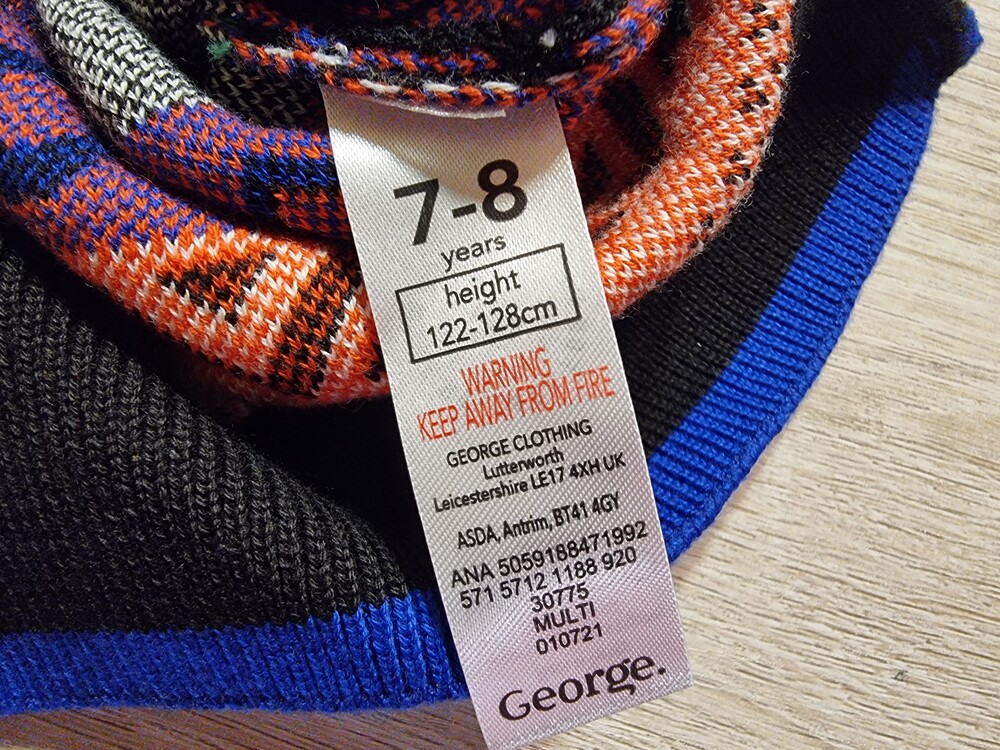 7-8
years
height
122-128cm
WARNING
KEEP AWAY FROM FIRE
GEORGE CLOTHING
Lutterworth
Leicestershire LE17 4XH UK
ASDA, Antrim, BT41 4GY
ANA 5059188471992
571 5712 1188 920
30775
MULTI
010721
George.